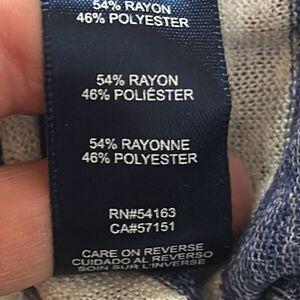 54% RAYON
46% POLYESTER
54% RAYON
46% POLIÉSTER
54% RAYONNE
46% POLYESTER
RN#54163
CA#57151
CARE ON REVERSE
CUIDADO AL REVERSO
SOIN SUR L'INVERSE